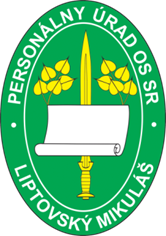 • PERSONÁLNY ÚRAD OS SR •
LIPTOVSKÝ MIKULÁŠ